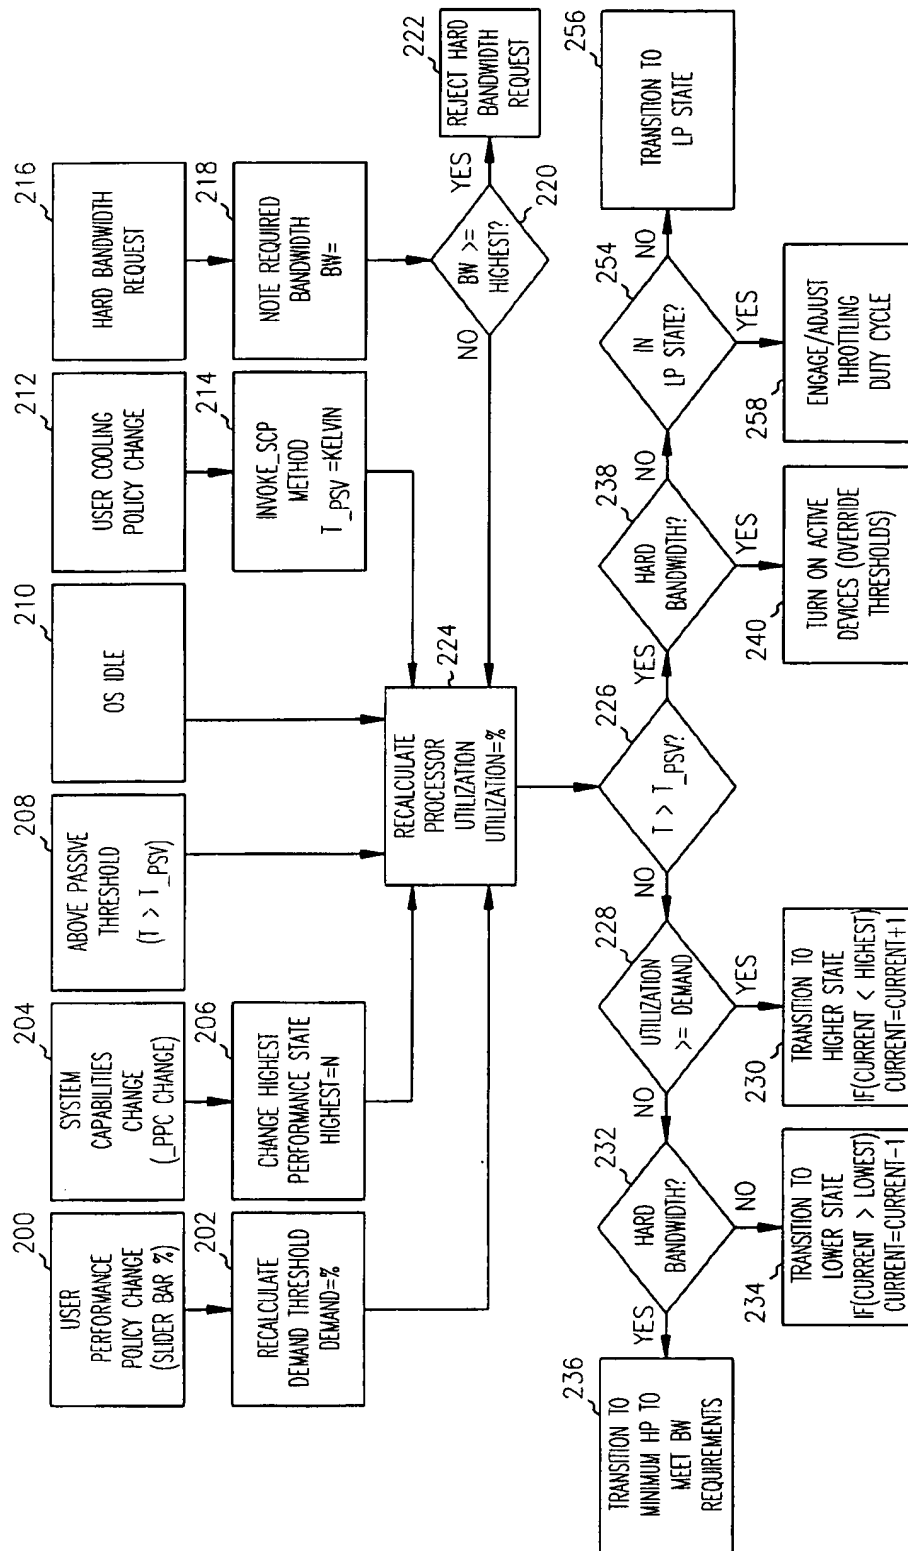 200
USER
PERFORMANCE
POLICY CHANGE
(SLIDER BAR %)
204
SYSTEM
CAPABILITIES
CHANGE
(_PPC CHANGE)
208
ABOVE PASSIVE
THRESHOLD
(T > T_PSV)
210
OS IDLE
212
USER COOLING
POLICY CHANGE
216
HARD BANDWIDTH
REQUEST
202
RECALCULATE
DEMAND THRESHOLD
DEMAND=%
206
CHANGE HIGHEST
PERFORMANCE STATE
HIGHEST=N
214
INVOKE_SCP
METHOD
T_PSV =KELVIN
218
NOTE REQUIRED
BANDWIDTH
BW=
224
RECALCULATE
PROCESSOR
UTILIZATION
UTILIZATION=%
220
BW >=
HIGHEST?
NO
YES
222
REJECT HARD
BANDWIDTH
REQUEST
226
T > T_PSV?
NO
YES
228
UTILIZATION
>= DEMAND
NO
YES
230
TRANSITION TO
HIGHER STATE
IF(CURRENT < HIGHEST)
CURRENT=CURRENT+1
232
HARD
BANDWIDTH?
YES
NO
234
TRANSITION TO
LOWER STATE
IF(CURRENT > LOWEST)
CURRENT=CURRENT-1
236
TRANSITION TO
MINIMUM HP TO
MEET BW
REQUIREMENTS
238
HARD
BANDWIDTH?
NO
YES
240
TURN ON ACTIVE
DEVICES (OVERRIDE
THRESHOLDS)
254
IN
LP STATE?
NO
YES
256
TRANSITION TO
LP STATE
258
ENGAGE/ADJUST
THROTTLING
DUTY CYCLE